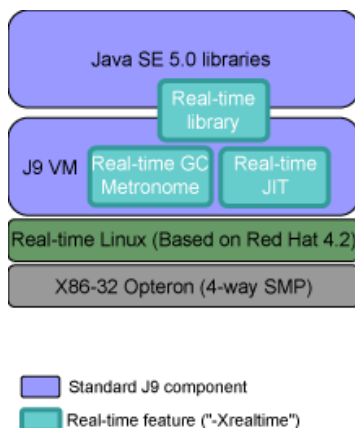 Java SE 5.0 libraries
Real-time
library
J9 VM
Real-time GC
Metronome
Real-time
JIT
Real-time Linux (Based on Red Hat 4.2)
X86-32 Opteron (4-way SMP)
Standard J9 component
Real-time feature ("-Xrealtime")